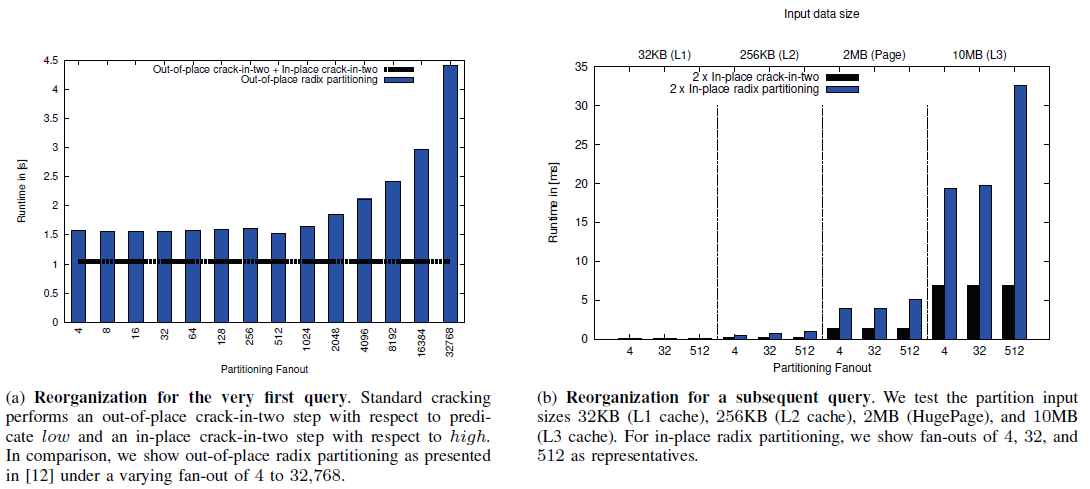 Input data size
4.5
4
3.5
3
2.5
2
1.5
1
0.5
0
Runtime in [s]
Out-of-place crack-in-two + In-place crack-in-two
Out-of-place radix partitioning
4
8
16
32
64
128
256
512
1024
2048
4096
8192
16384
32768
Partitioning Fanout
32KB (L1) 256KB (L2) 2MB (Page) 10MB (L3)
35
30
25
20
15
10
5
0
Runtime in [ms]
2 x In-place crack-in-two
2 x In-place radix partitioning
4 32 512 4 32 512 4 32 512 4 32 512
Partitioning Fanout
(a) Reorganization for the very first query. Standard cracking
performs an out-of-place crack-in-two step with respect to predi-
cate low and an in-place crack-in-two step with respect to high.
In comparison, we show out-of-place radix partitioning as presented
in [12] under a varying fan-out of 4 to 32,768.
(b) Reorganization for a subsequent query. We test the partition input
sizes 32KB (L1 cache), 256KB (L2 cache), 2MB (HugePage), and 10MB
(L3 cache). For in-place radix partitioning, we show fan-outs of 4, 32, and
512 as representatives.